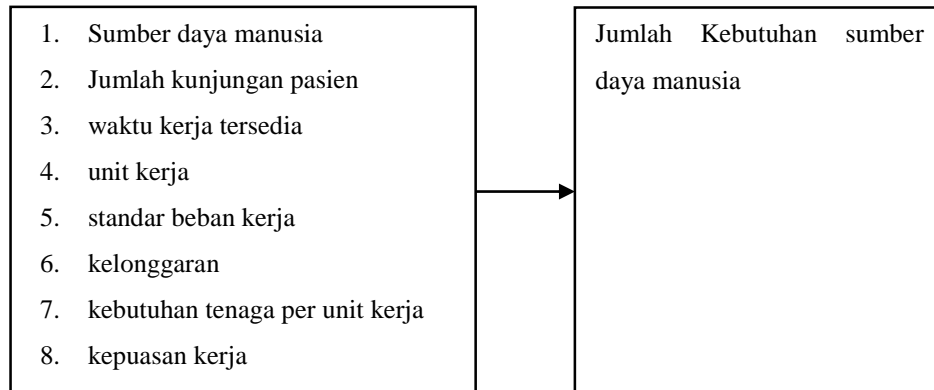 1. Sumber daya manusia
2. Jumlah kunjungan pasien
3. waktu kerja tersedia
4. unit kerja
5. standar beban kerja
6. kelonggaran
7. kebutuhan tenaga per unit kerja
8. kepuasan kerja
Jumlah Kebutuhan sumber
daya manusia